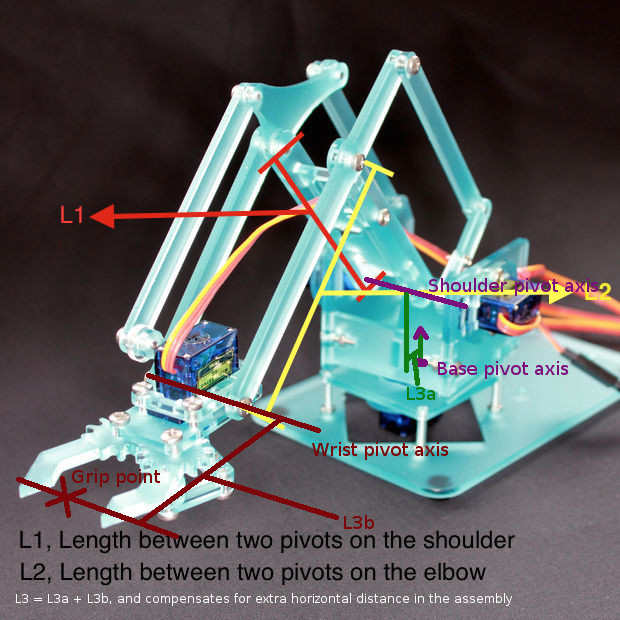 L1
Shoulder pivot axis
L2
Base pivot axis
L3a
Wrist pivot axis
Grip point
L3b
L1, Length between two pivots on the shoulder
L2, Length between two pivots on the elbow
L3 = L3a + L3b, and compensates for extra horizontal distance in the assembly